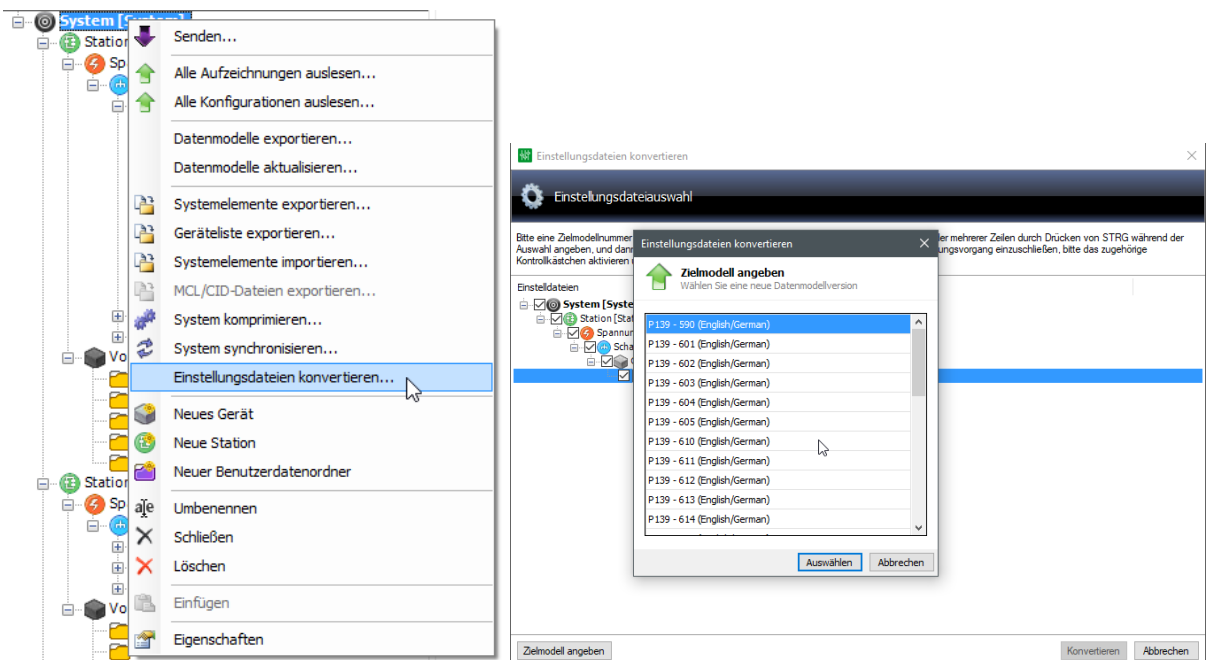 System [System]
Station
Sp
Vo
Station
Sp
Vo
Senden...
Alle Aufzeichnungen auslesen...
Alle Konfigurationen auslesen...
Datenmodelle exportieren...
Datenmodelle aktualisieren...
Systemelemente exportieren...
Geräteliste exportieren...
Systemelemente importieren...
MCL/CID-Dateien exportieren...
System komprimieren...
System synchronisieren...
Einstellungsdateien konvertieren...
Neues Gerät
Neue Station
Neuer Benutzerdatenordner
Umbenennen
Schließen
Löschen
Einfügen
Eigenschaften
Einstellungsdateien konvertieren
Einstellungsdateiauswahl
Bitte eine Zielmodellnummer
er mehrerer Zeilen durch Drücken von STRG während der
Auswahl angeben, und dan
ungsvorgang einzuschließen, bitte das zugehörige
Kontrollkästchen aktivieren
Einstelldateien
System [Syste
Station [Stat
Spannur
Scha
Einstellungsdateien konvertieren
Zielmodell angeben
Wählen Sie eine neue Datenmodellversion
P139 - 590 (English/German)
P139 - 601 (English/German)
P139 - 602 (English/German)
P139 - 603 (English/German)
P139 - 604 (English/German)
P139 - 605 (English/German)
P139 - 610 (English/German)
P139 - 611 (English/German)
P139 - 612 (English/German)
P139 - 613 (English/German)
P139 - 614 (English/German)
Auswählen
Abbrechen
Zielmodell angeben
Konvertieren
Abbrechen